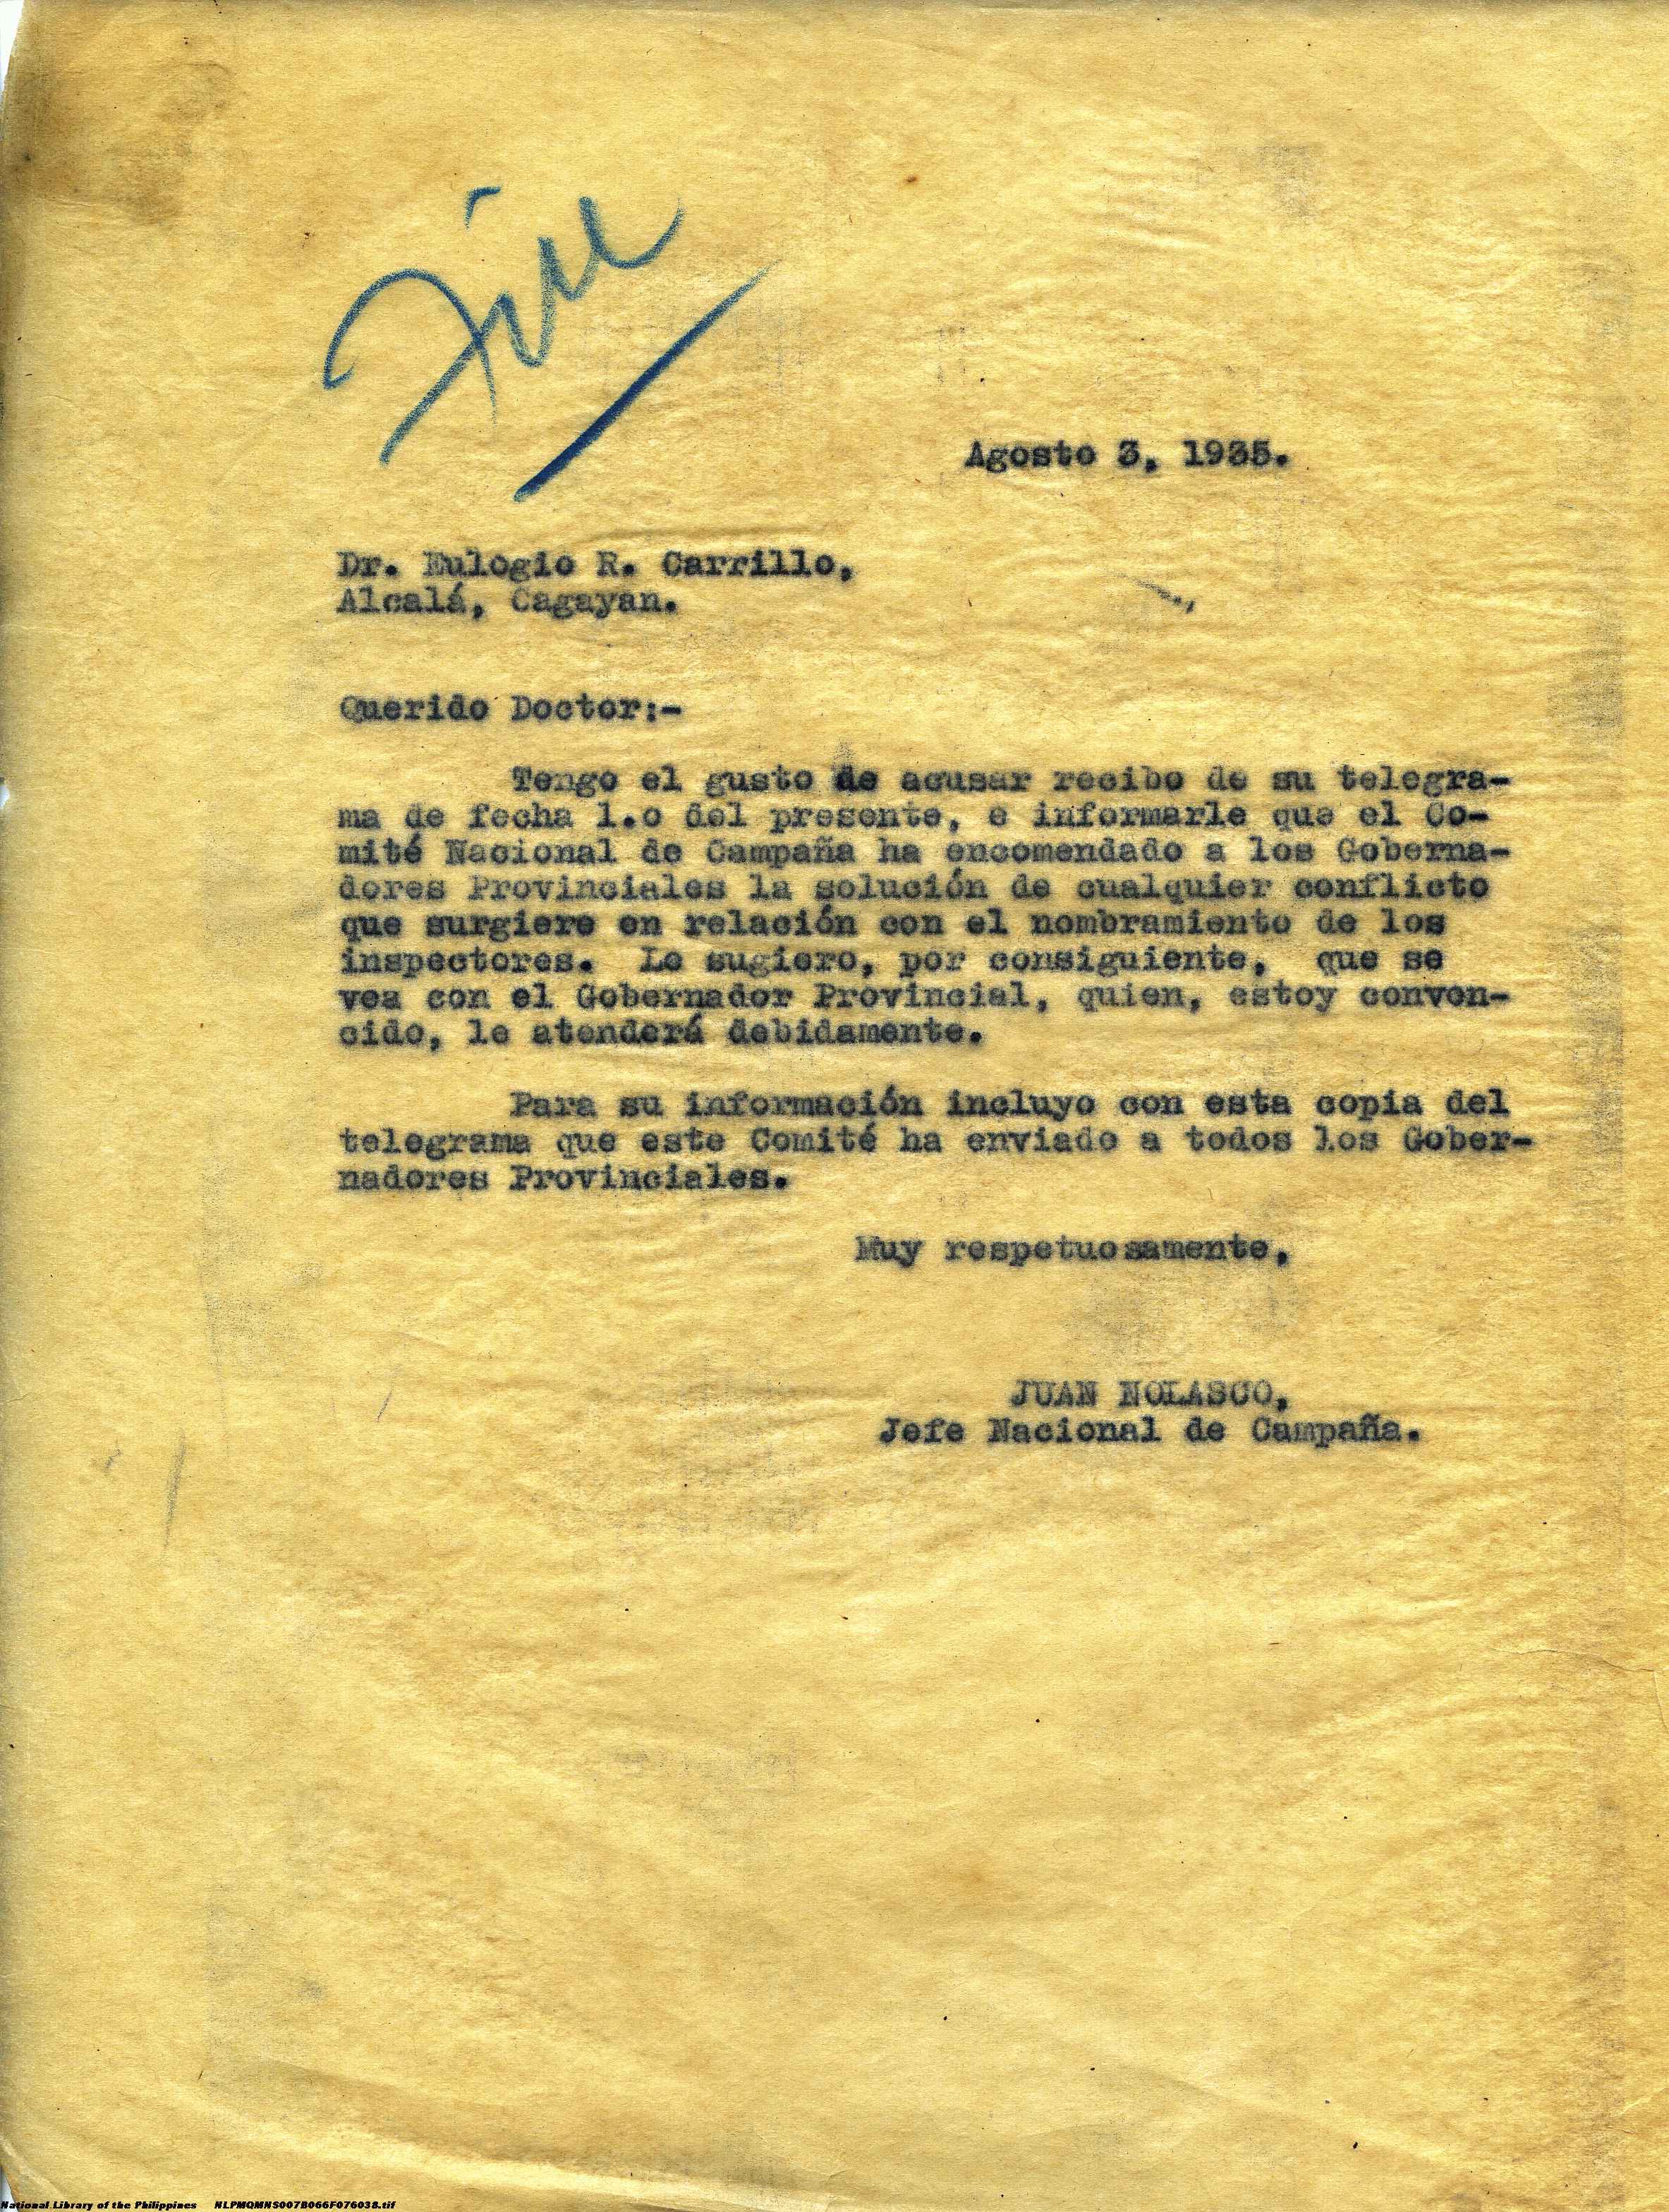 File
Agosto 3, 1935.
Dr. Eulogio R. Carrillo,
Alcalá, Cagayan.
Querido Doctor:-
Tengo el gusto de acusar recibo de su telegra-
ma de fecha 1.o del presente, e informarle que el Co-
mité Nacional de Campaña ha encomendado a los Goberna-
dores Provinciales la solución de cualquier conflicto
que surgiere en relación con el nombramiento de los
inspectores. Le sugiero, por consiguiente, que se
vea con el Gobernador Provincial, quien, estoy conven-
cido, le atenderá debidamente.
Para su información incluyo con esta copia del
telegrama que este Comité ha enviado a todos los Gober-
nadores Provinciales.
Muy respetuosamente,
JUAN NOLASCO,
Jefe Nacional de Campaña.
National Library of the Philippines NLPMQMNS007B066F076038.tif